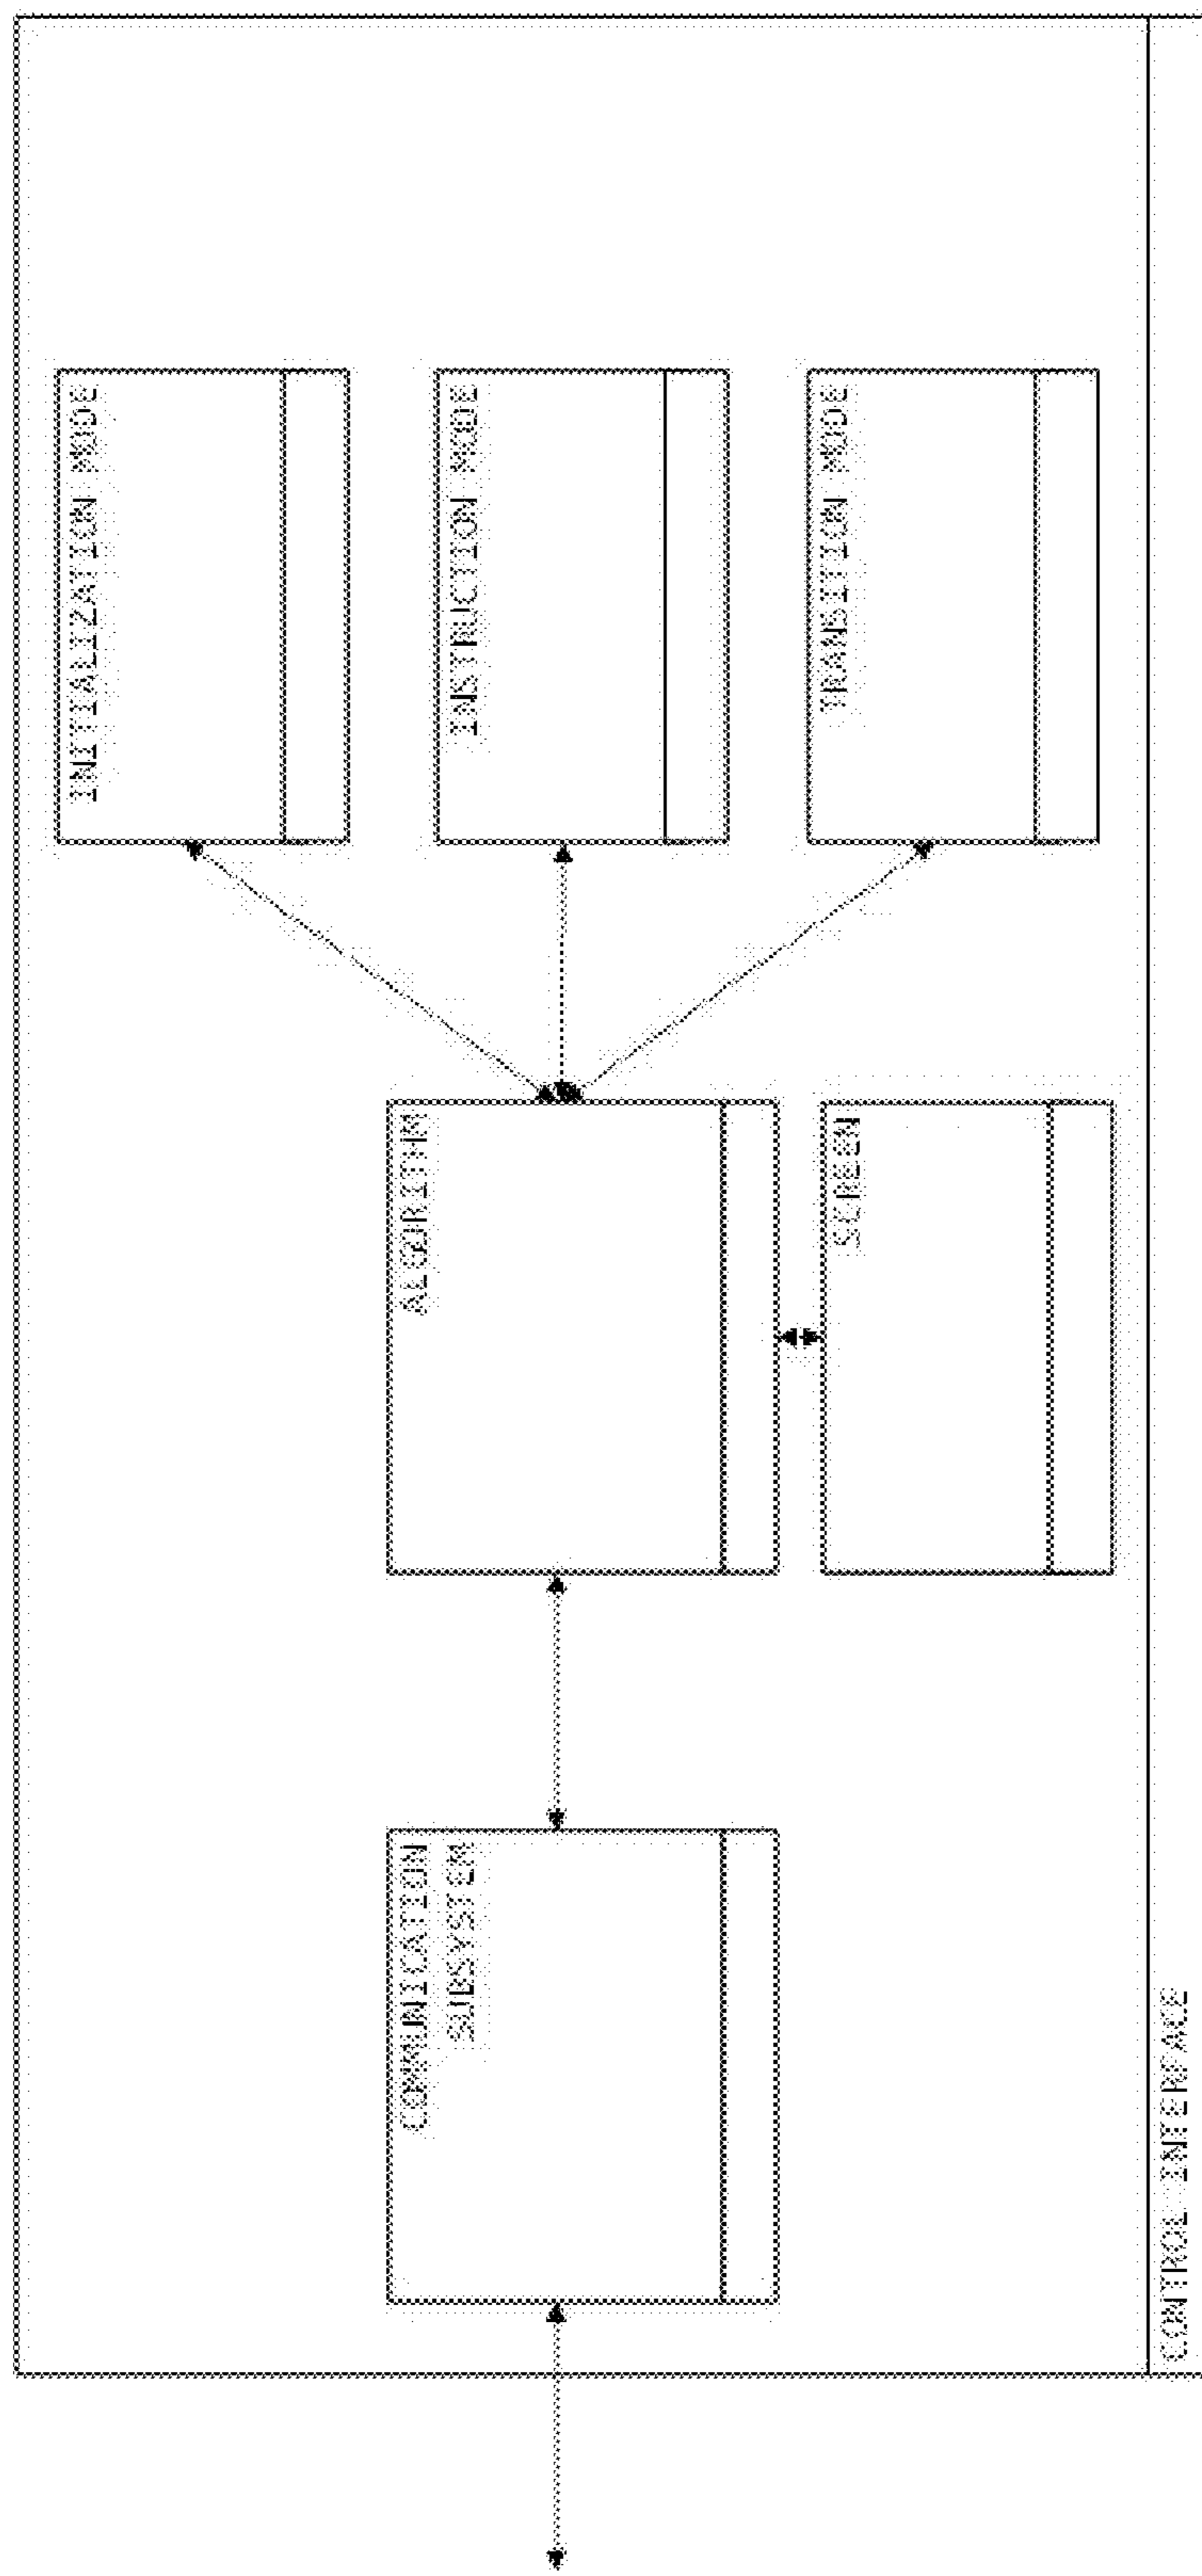 INITIALIZATION MODE
INSTRUCTION MODE
TRANSITION MODE
ALGORITHM
SCREEN
COMMUNICATION
SUBSYSTEM
CONTROL INTERFACE